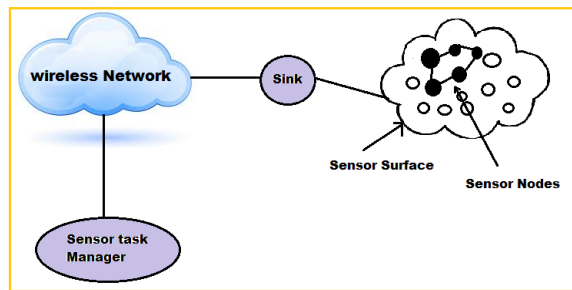 wireless Network
Sink
Sensor Surface
Sensor Nodes
Sensor task
Manager